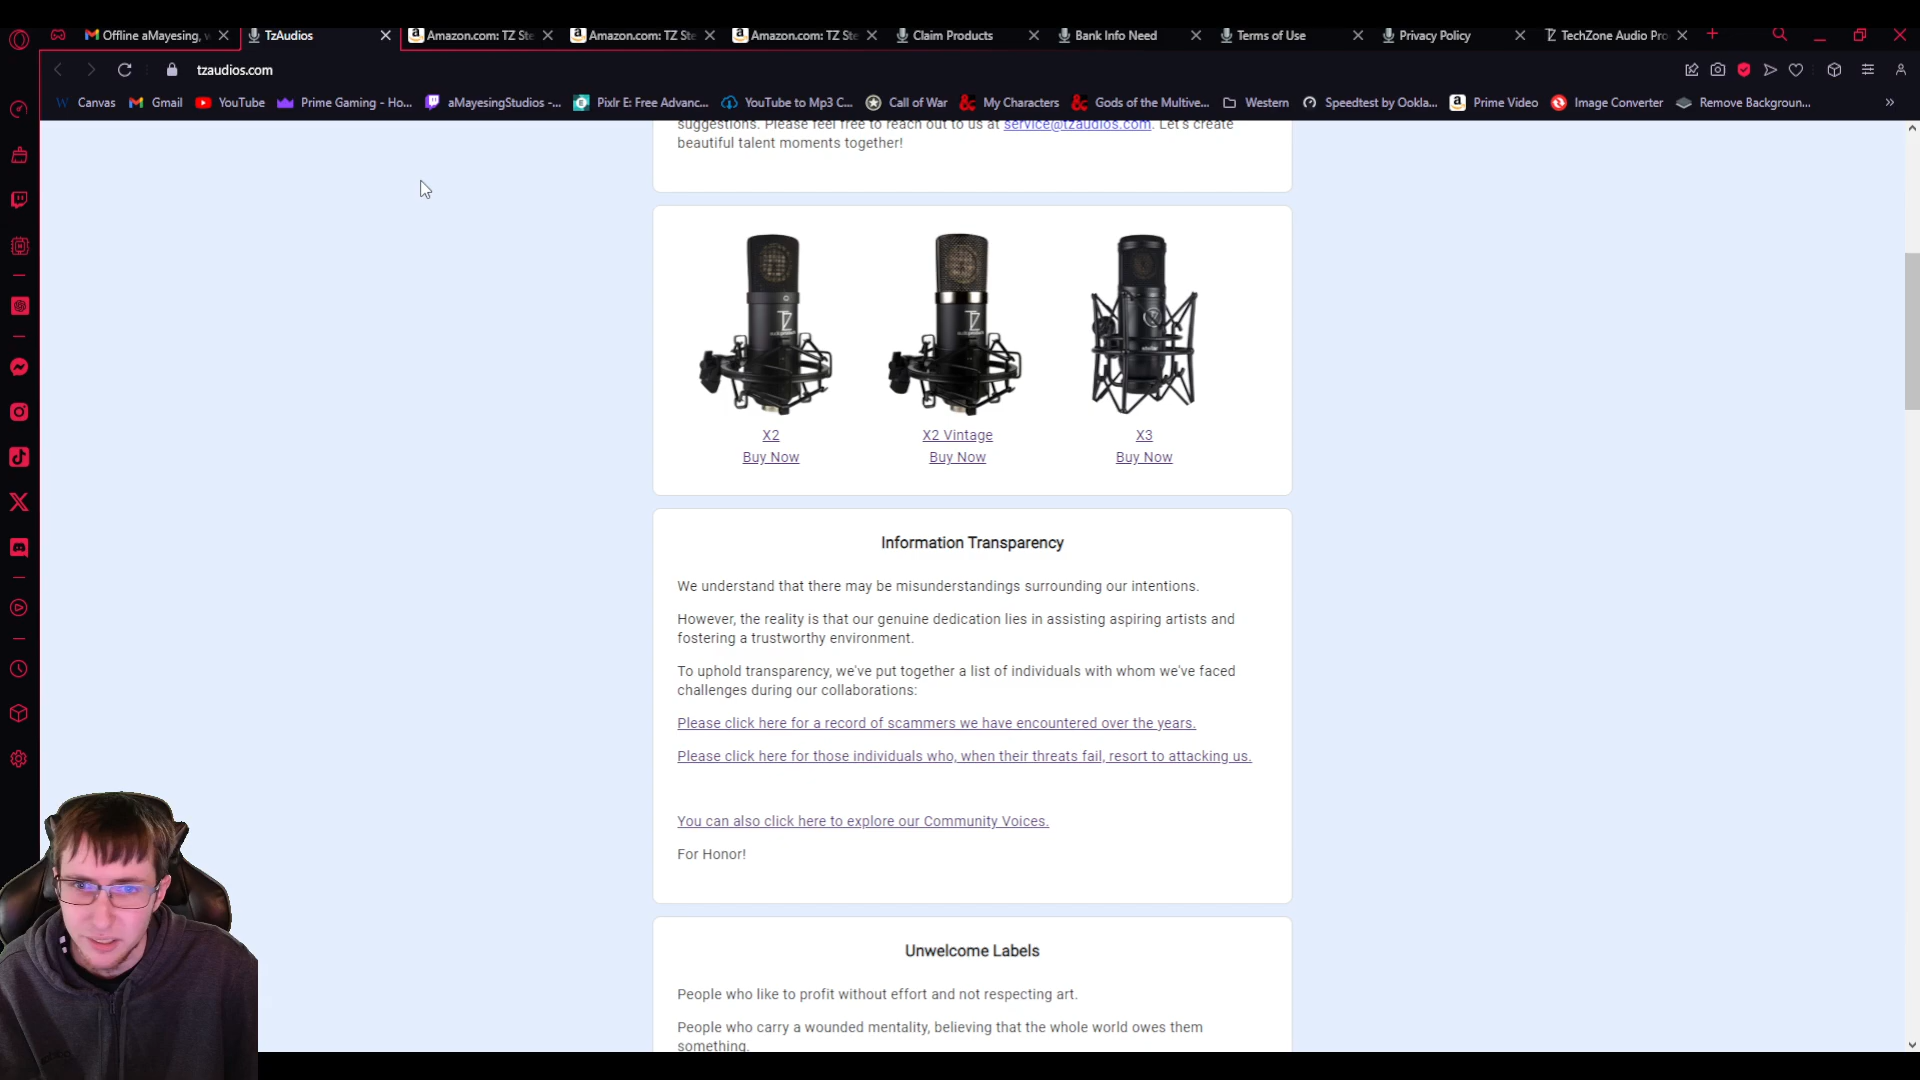 Offline aMayesing, w
TzAudios
Amazon.com: TZ Ste
Amazon.com: TZ Ste
Amazon.com: TZ Ste
Claim Products
Bank Info Need
Terms of Use
Privacy Policy
TechZone Audio Pro
tzaudios.com
Canvas
Gmail
YouTube
Prime Gaming - Ho...
aMayesingStudios -...
Pixlr E: Free Advanc...
YouTube to Mp3 C...
Call of War
My Characters
Gods of the Multive...
Western
Speedtest by Ookla...
Prime Video
Image Converter
Remove Backgroun...
suggestions. Please feel free to reach out to us at service@tzaudios.com. Let's create
beautiful talent moments together!
X2
Buy Now
X2 Vintage
Buy Now
X3
Buy Now
Information Transparency
We understand that there may be misunderstandings surrounding our intentions.
However, the reality is that our genuine dedication lies in assisting aspiring artists and
fostering a trustworthy environment.
To uphold transparency, we've put together a list of individuals with whom we've faced
challenges during our collaborations:
Please click here for a record of scammers we have encountered over the years.
Please click here for those individuals who, when their threats fail, resort to attacking us.
You can also click here to explore our Community Voices.
For Honor!
Unwelcome Labels
People who like to profit without effort and not respecting art.
People who carry a wounded mentality, believing that the whole world owes them
something.